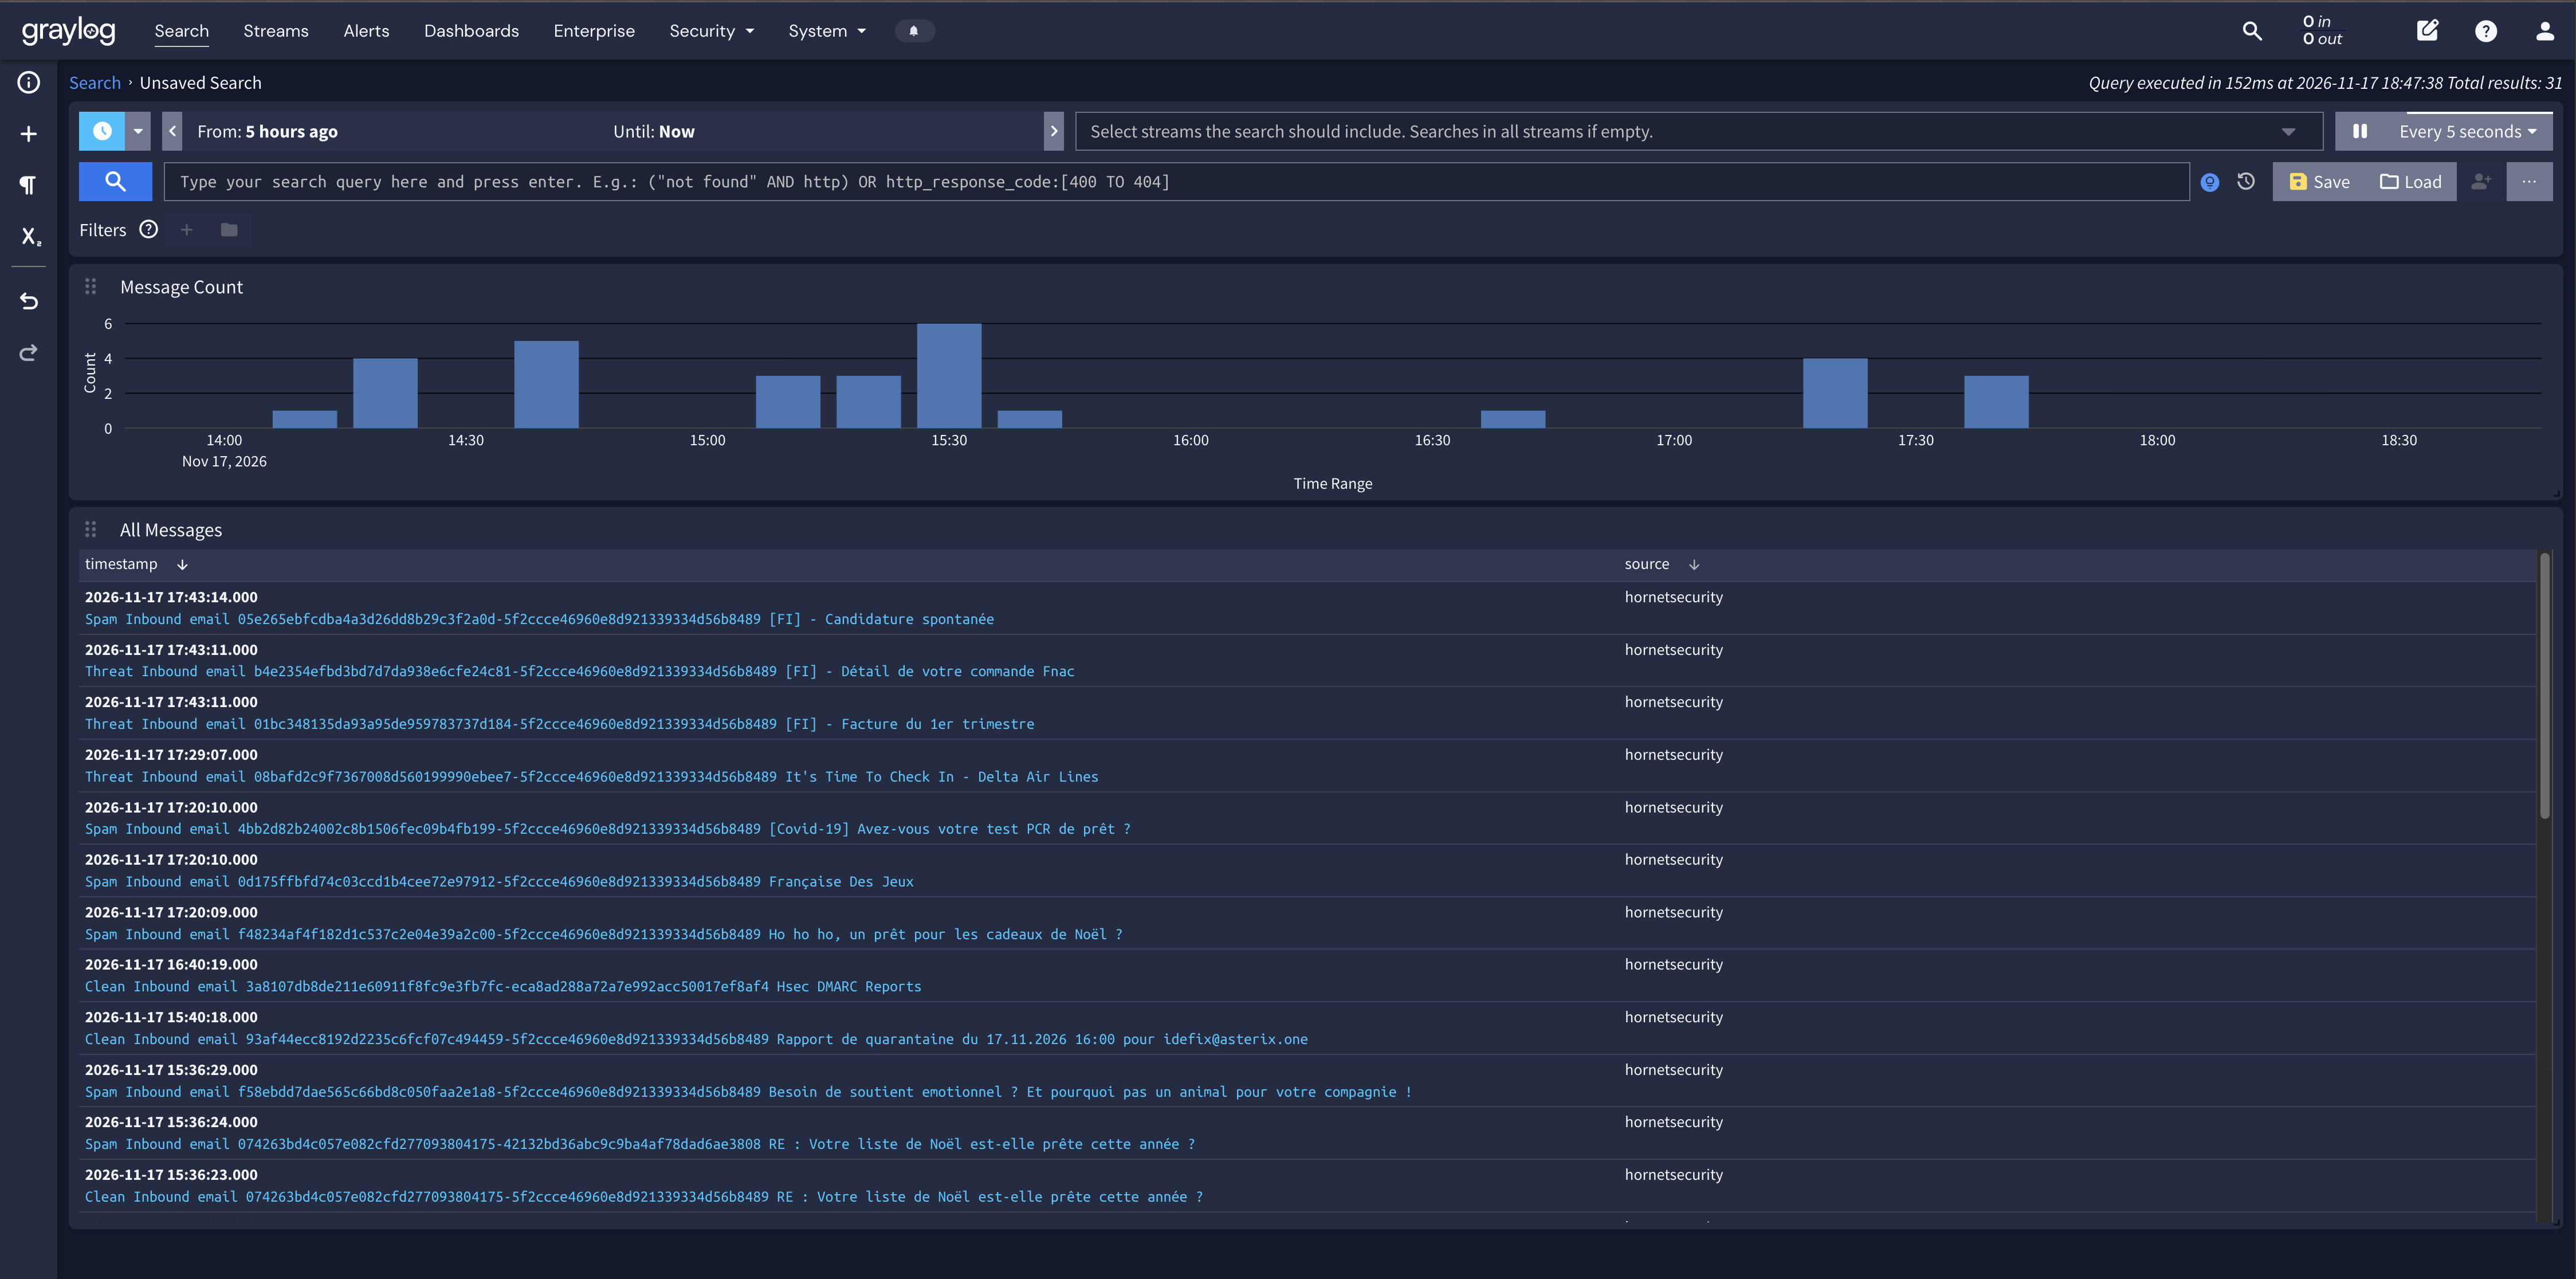 graylog Search Streams Alerts Dashboards Enterprise Security System 0 in
0 out
Search › Unsaved Search Query executed in 152ms at 2026-11-17 18:47:38 Total results: 31
From: 5 hours ago Until: Now Select streams the search should include. Searches in all streams if empty. Every 5 seconds
Type your search query here and press enter. E.g.: ("not found" AND http) OR http_response_code:[400 TO 404] Save Load ...
Filters
Message Count
6
4
2
0
Count
14:00 14:30 15:00 15:30 16:00 16:30 17:00 17:30 18:00 18:30
Nov 17, 2026
Time Range
All Messages
timestamp source
2026-11-17 17:43:14.000 hornetsecurity
Spam Inbound email 05e265ebfcdba4a3d26dd8b29c3f2a0d-5f2ccce46960e8d921339334d56b8489 [FI] - Candidature spontanée
2026-11-17 17:43:11.000 hornetsecurity
Threat Inbound email b4e2354efbd3bd7d7da938e6cfe24c81-5f2ccce46960e8d921339334d56b8489 [FI] - Détail de votre commande Fnac
2026-11-17 17:43:11.000 hornetsecurity
Threat Inbound email 01bc348135da93a95de959783737d184-5f2ccce46960e8d921339334d56b8489 [FI] - Facture du 1er trimestre
2026-11-17 17:29:07.000 hornetsecurity
Threat Inbound email 08bafd2c9f7367008d560199990ebee7-5f2ccce46960e8d921339334d56b8489 It's Time To Check In - Delta Air Lines
2026-11-17 17:20:10.000 hornetsecurity
Spam Inbound email 4bb2d82b24002c8b1506fec09b4fb199-5f2ccce46960e8d921339334d56b8489 [Covid-19] Avez-vous votre test PCR de prêt ?
2026-11-17 17:20:10.000 hornetsecurity
Spam Inbound email 0d175ffbfd74c03ccd1b4cee72e97912-5f2ccce46960e8d921339334d56b8489 Française Des Jeux
2026-11-17 17:20:09.000 hornetsecurity
Spam Inbound email f48234af4f182d1c537c2e04e39a2c00-5f2ccce46960e8d921339334d56b8489 Ho ho ho, un prêt pour les cadeaux de Noël ?
2026-11-17 16:40:19.000 hornetsecurity
Clean Inbound email 3a8107db8de211e60911f8fc9e3fb7fc-eca8ad288a72a7e992acc50017ef8af4 Hsec DMARC Reports
2026-11-17 15:40:18.000 hornetsecurity
Clean Inbound email 93af44ecc8192d2235c6fcf07c494459-5f2ccce46960e8d921339334d56b8489 Rapport de quarantaine du 17.11.2026 16:00 pour idefix@asterix.one
2026-11-17 15:36:29.000 hornetsecurity
Spam Inbound email f58ebdd7dae565c66bd8c050faa2e1a8-5f2ccce46960e8d921339334d56b8489 Besoin de soutient emotionnel ? Et pourquoi pas un animal pour votre compagnie !
2026-11-17 15:36:24.000 hornetsecurity
Spam Inbound email 074263bd4c057e082cfd277093804175-42132bd36abc9c9ba4af78dad6ae3808 RE : Votre liste de Noël est-elle prête cette année ?
2026-11-17 15:36:23.000 hornetsecurity
Clean Inbound email 074263bd4c057e082cfd277093804175-5f2ccce46960e8d921339334d56b8489 RE : Votre liste de Noël est-elle prête cette année ?